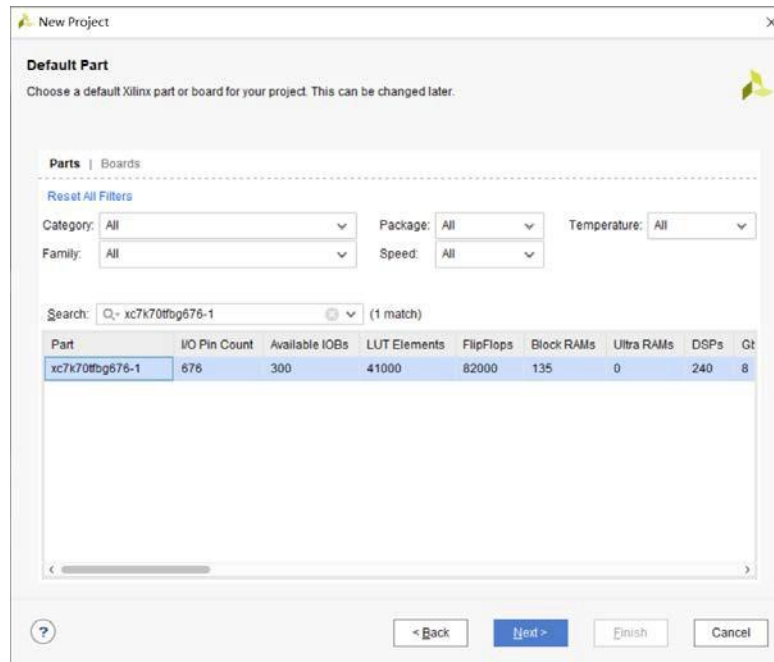 New Project
Default Part
Choose a default Xilinx part or board for your project. This can be changed later.
Parts | Boards
Reset All Filters
Category: All Package: All Temperature: All
Family: All Speed: All
Search: xc7k70tfbg676-1 (1 match)
Part I/O Pin Count Available IOBs LUT Elements FlipFlops Block RAMs Ultra RAMs DSPs Gt
xc7k70tfbg676-1 676 300 41000 82000 135 0 240 8
? < Back Next > Finish Cancel